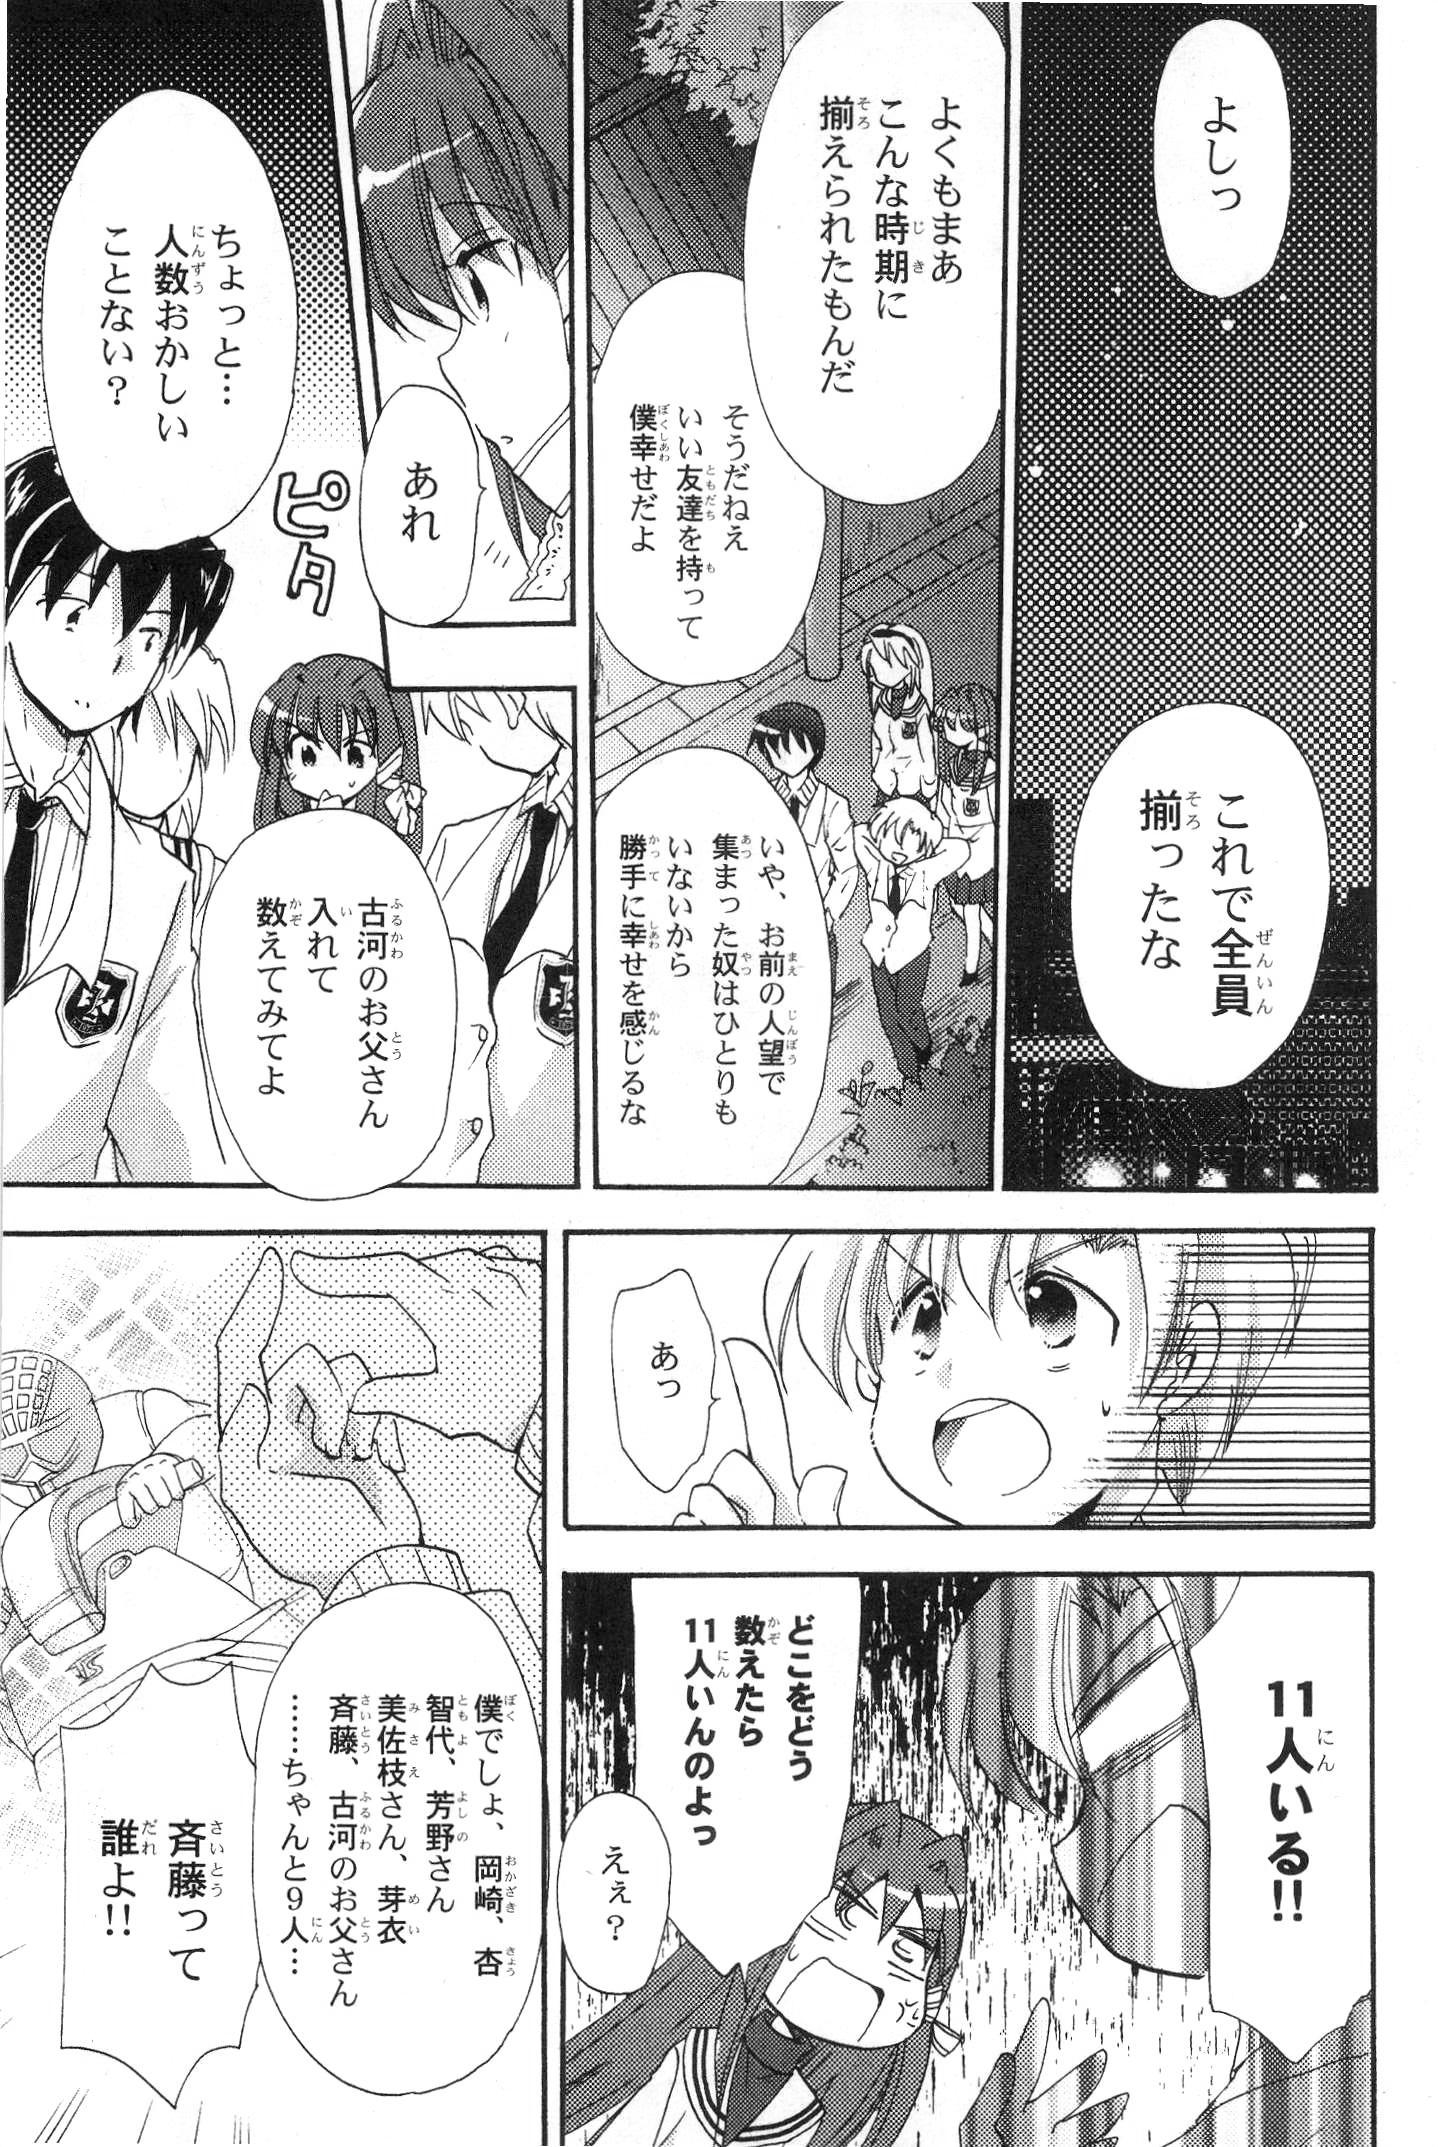 よしっ
これで全員
揃ったな
よくもまあ
こんな時期に
揃えられたもんだ
そうだねえ
いい友達を持って
僕幸せだよ
いや、お前の人望で
集まった奴はひとりも
いないから
勝手に幸せを感じるな
あれ
ちょっと…
人数おかしい
ことない?
ピタ
古河のお父さん
入れて
数えてみてよ
あっ
11人いる!!
どこをどう
数えたら
11人いんのよっ
ええ?
僕でしょ、岡崎、杏
智代、芳野さん
美佐枝さん、芽衣
斉藤、古河のお父さん
……ちゃんと9人…
斉藤って
誰よ!!